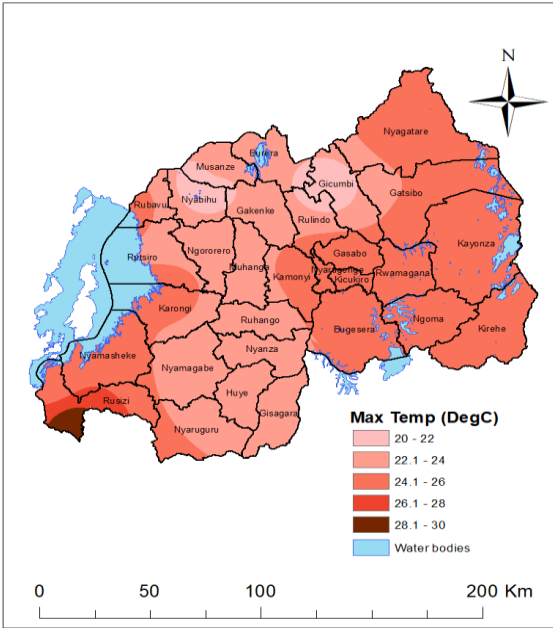 N
Nyagatare
Burera
Musanze
Gicumbi
Nyabihu
Rubavu
Gatsibo
Gakenke
Rulindo
Kayonza
Ngororero
Rutsiro
Gasabo
Muhanga
Nyarugenge
Rwamagana
Kamonyi
Kicukiro
Karongi
Ruhango
Ngoma
Bugesera
Kirehe
Nyanza
Nyamasheke
Nyamagabe
Huye
Rusizi
Gisagara
Nyaruguru
Max Temp (DegC)
20 - 22
22.1 - 24
24.1 - 26
26.1 - 28
28.1 - 30
Water bodies
0 50 100 200 Km